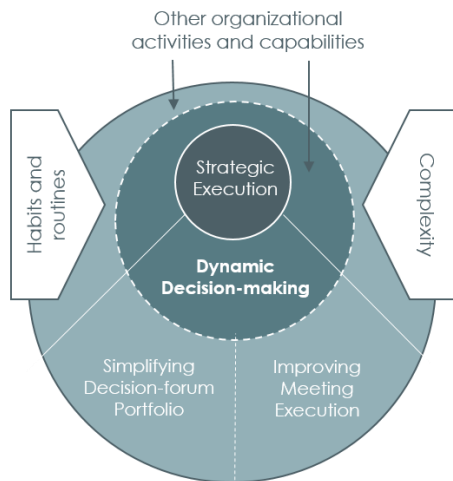 Other organizational
activities and capabilities
Habits and
routines
Strategic
Execution
Complexity
Dynamic
Decision-making
Simplifying
Decision-forum
Portfolio
Improving
Meeting
Execution